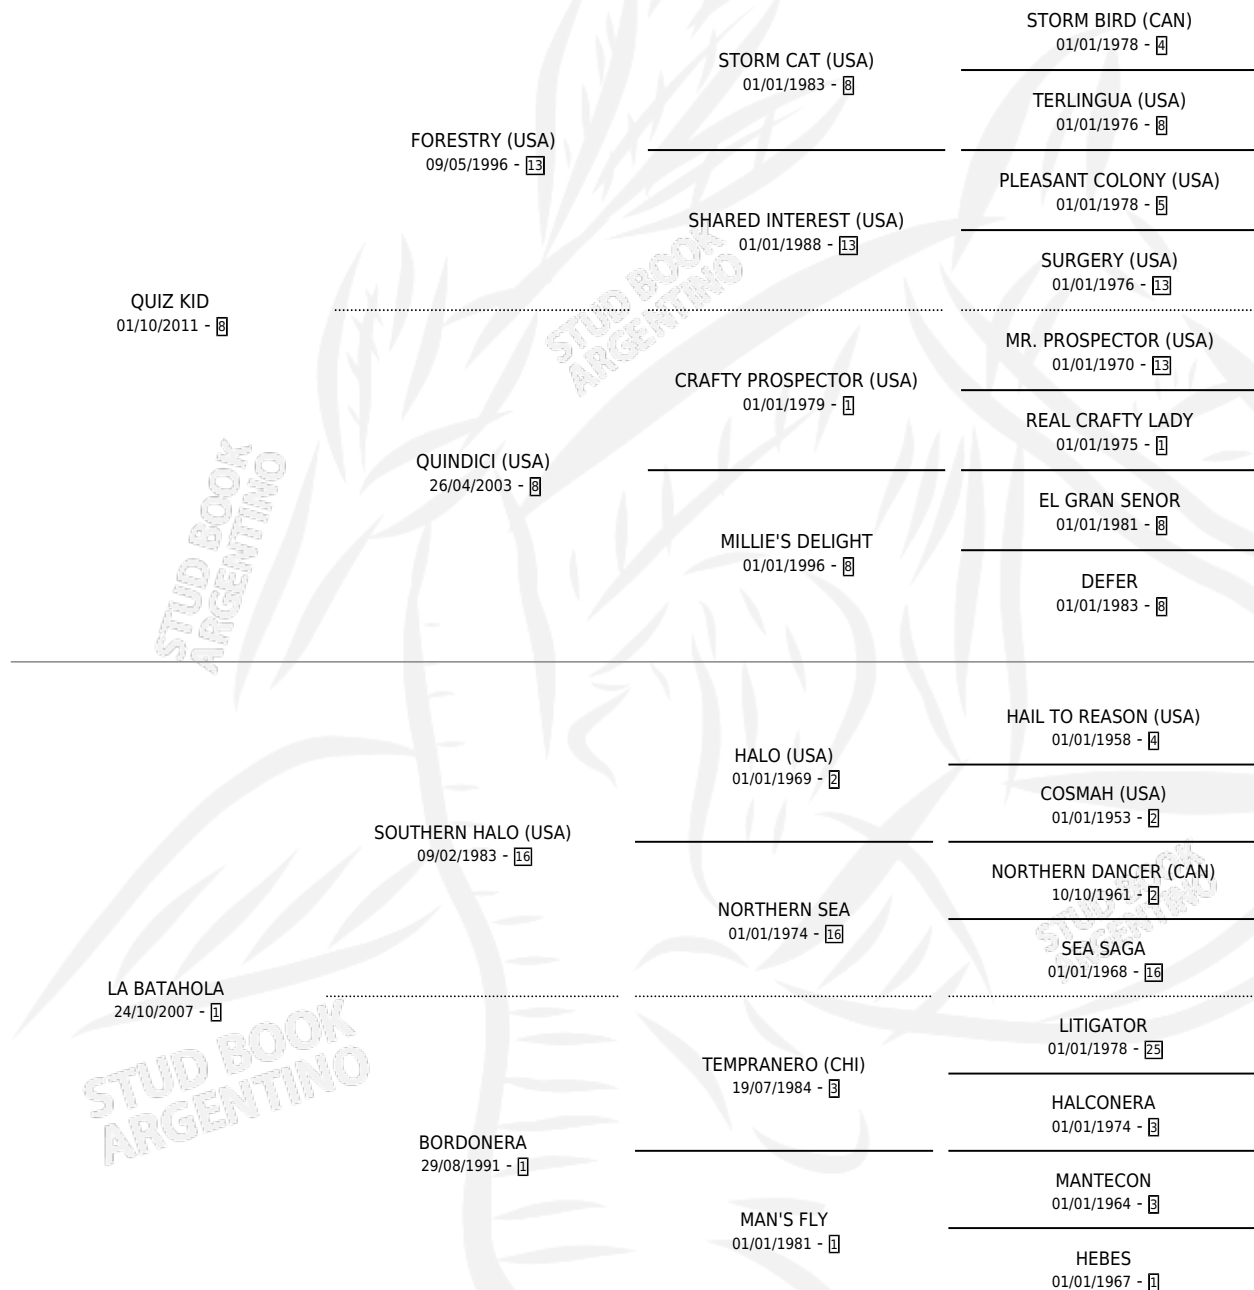 STORM BIRD (CAN)
01/01/1978 - 4
STORM CAT (USA)
01/01/1983 - 8
TERLINGUA (USA)
01/01/1976 - 8
FORESTRY (USA)
09/05/1996 - 13
PLEASANT COLONY (USA)
01/01/1978 - 5
SHARED INTEREST (USA)
01/01/1988 - 13
SURGERY (USA)
01/01/1976 - 13
STUD BOOK
ARGENTINO
QUIZ KID
01/10/2011 - 8
MR. PROSPECTOR (USA)
01/01/1970 - 13
CRAFTY PROSPECTOR (USA)
01/01/1979 - 1
REAL CRAFTY LADY
01/01/1975 - 1
QUINDICI (USA)
26/04/2003 - 8
EL GRAN SENOR
01/01/1981 - 8
MILLIE'S DELIGHT
01/01/1996 - 8
DEFER
01/01/1983 - 8
STUD BOOK
ARGENTINO
HAIL TO REASON (USA)
01/01/1958 - 4
HALO (USA)
01/01/1969 - 2
COSMAH (USA)
01/01/1953 - 2
SOUTHERN HALO (USA)
09/02/1983 - 16
NORTHERN DANCER (CAN)
10/10/1961 - 2
NORTHERN SEA
01/01/1974 - 16
STUD BOOK
ARGENTINO
SEA SAGA
01/01/1968 - 16
LA BATAHOLA
24/10/2007 - 1
STUD BOOK
ARGENTINO
LITIGATOR
01/01/1978 - 25
TEMPRANERO (CHI)
19/07/1984 - 3
HALCONERA
01/01/1974 - 3
BORDONERA
29/08/1991 - 1
MANTECON
01/01/1964 - 3
MAN'S FLY
01/01/1981 - 1
HEBES
01/01/1967 - 1